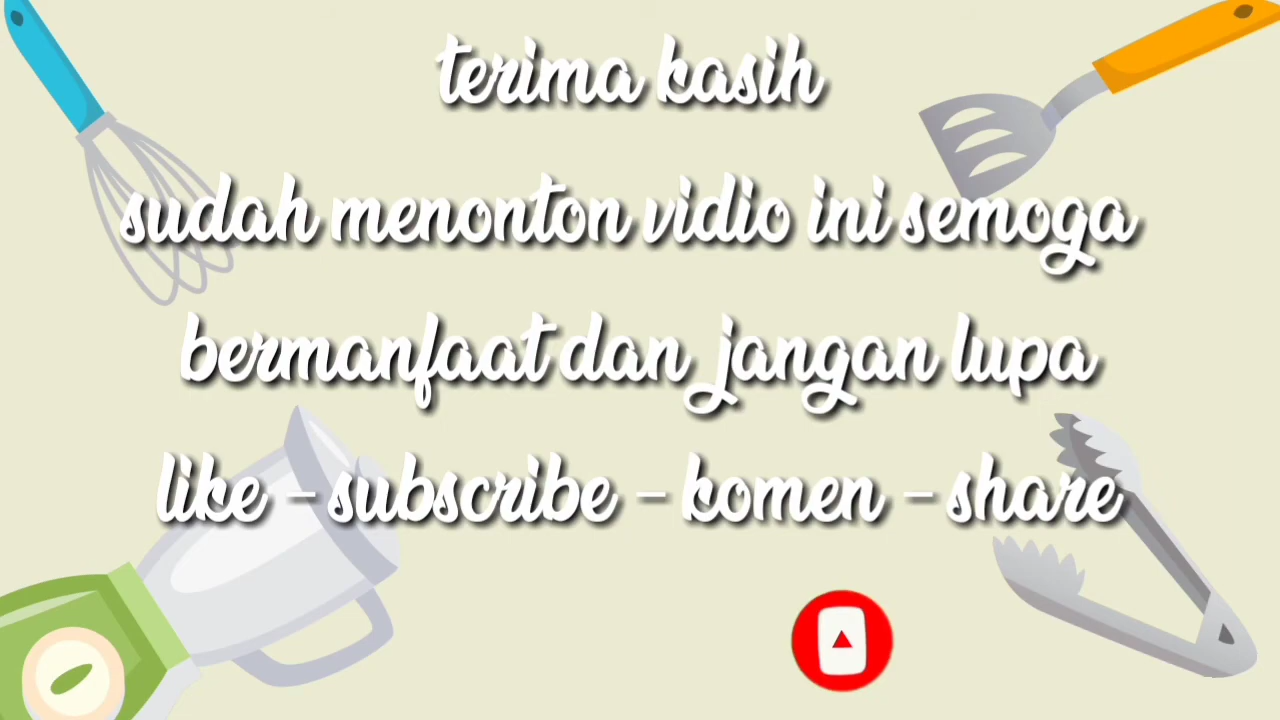 terima kasih
sudah menonton vidio ini semoga
bermanfaat dan jangan lupa
like - subscribe - komen - share